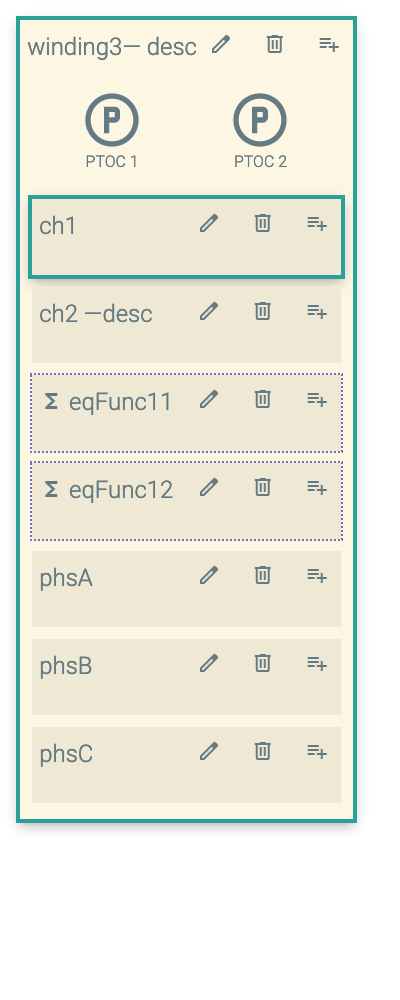 winding3— desc
P P
PTOC 1 PTOC 2
ch1
ch2 —desc
Σ eqFunc11
Σ eqFunc12
phsA
phsB
phsC